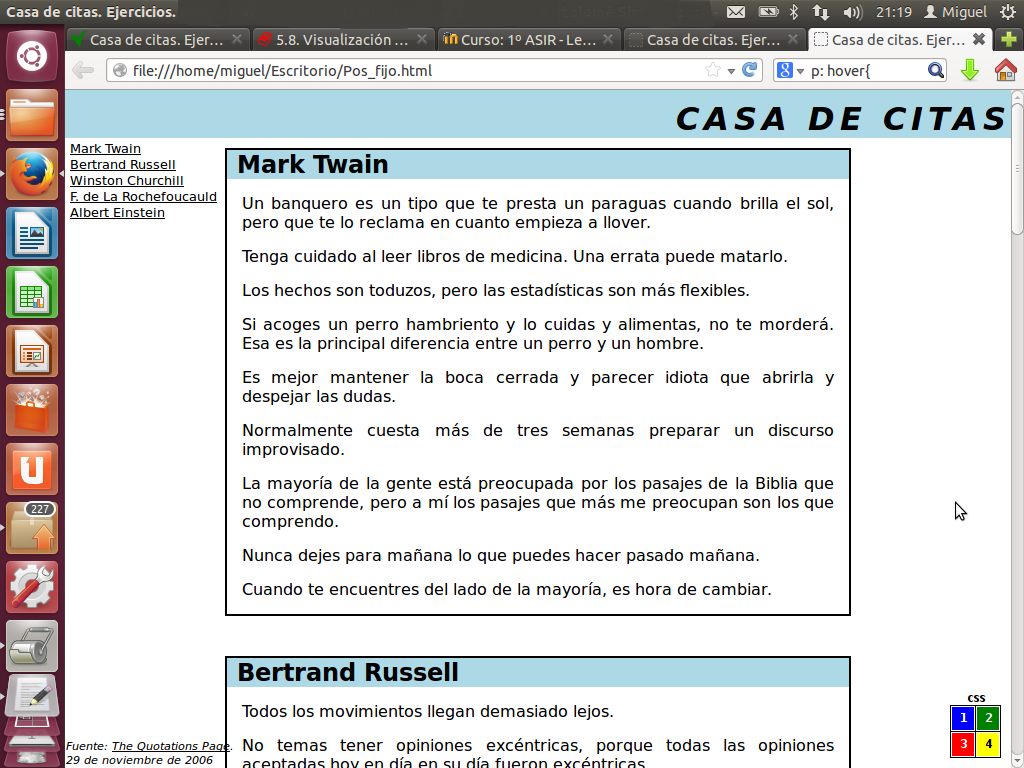 Casa de citas. Ejercicios.
21:19 Miguel
Casa de citas. Ejer...
5.8. Visualización ...
Curso: 1º ASIR - Le...
Casa de citas. Ejer...
Casa de citas. Ejer...
file:///home/miguel/Escritorio/Pos_fijo.html
8 p: hover{
CASA DE CITAS
Mark Twain
Bertrand Russell
Winston Churchill
F. de La Rochefoucauld
Albert Einstein
Mark Twain
Un banquero es un tipo que te presta un paraguas cuando brilla el sol,
pero que te lo reclama en cuanto empieza a llover.
Tenga cuidado al leer libros de medicina. Una errata puede matarlo.
Los hechos son toduzos, pero las estadísticas son más flexibles.
Si acoges un perro hambriento y lo cuidas y alimentas, no te morderá.
Esa es la principal diferencia entre un perro y un hombre.
Es mejor mantener la boca cerrada y parecer idiota que abrirla y
despejar las dudas.
Normalmente cuesta más de tres semanas preparar un discurso
improvisado.
La mayoría de la gente está preocupada por los pasajes de la Biblia que
no comprende, pero a mí los pasajes que más me preocupan son los que
comprendo.
Nunca dejes para mañana lo que puedes hacer pasado mañana.
Cuando te encuentres del lado de la mayoría, es hora de cambiar.
227
Bertrand Russell
Todos los movimientos llegan demasiado lejos.
No temas tener opiniones excéntricas, porque todas las opiniones
aceptadas hoy en día en su día fueron excéntricas.
css
1 2
3 4
Fuente: The Quotations Page.
29 de noviembre de 2006